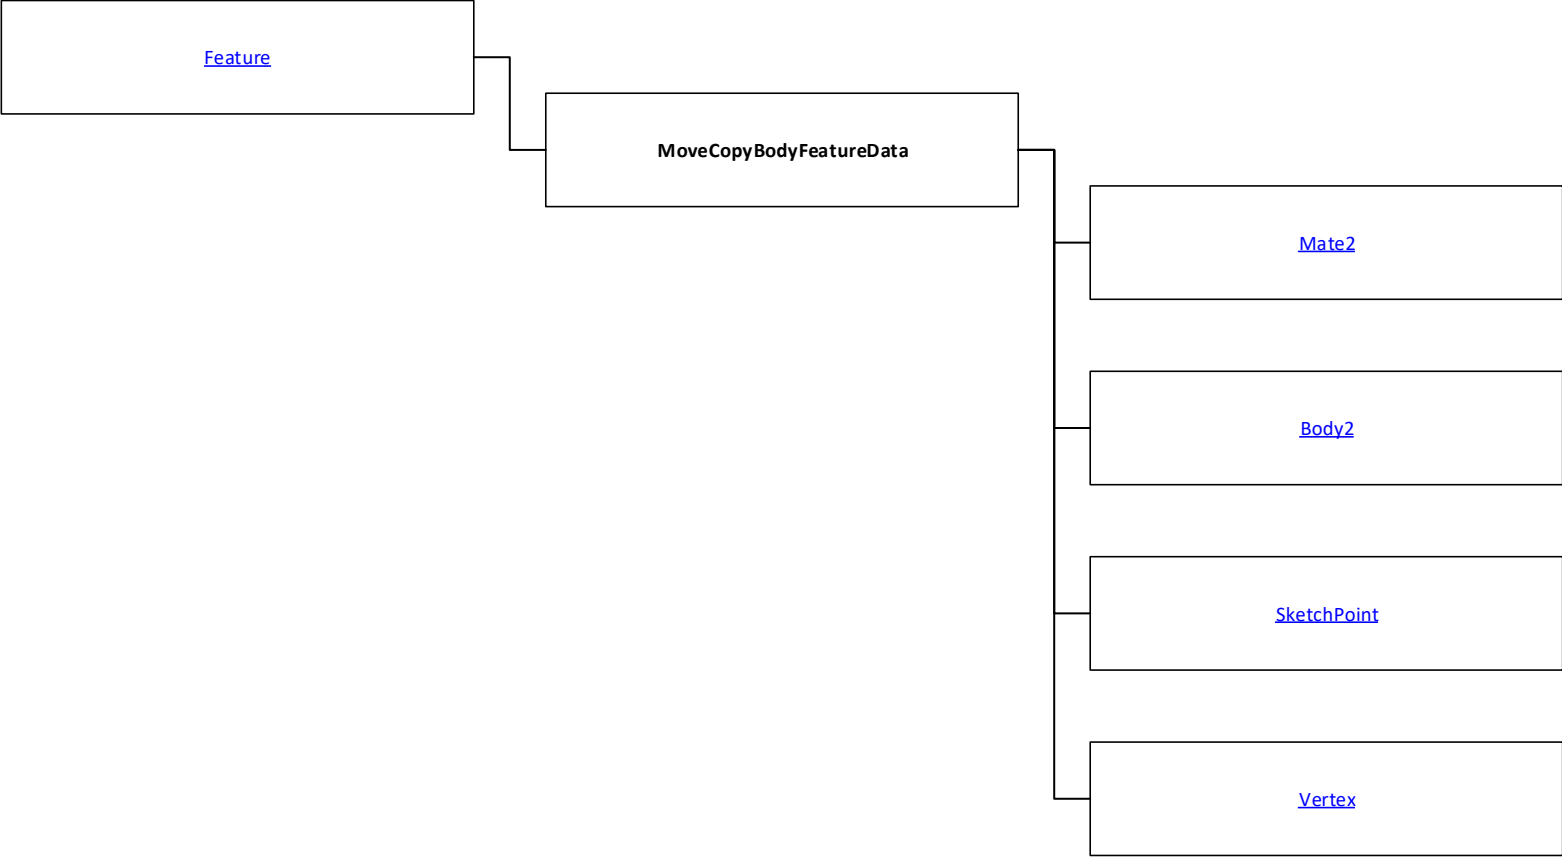 Feature
MoveCopyBodyFeatureData
Mate2
Body2
SketchPoint
Vertex